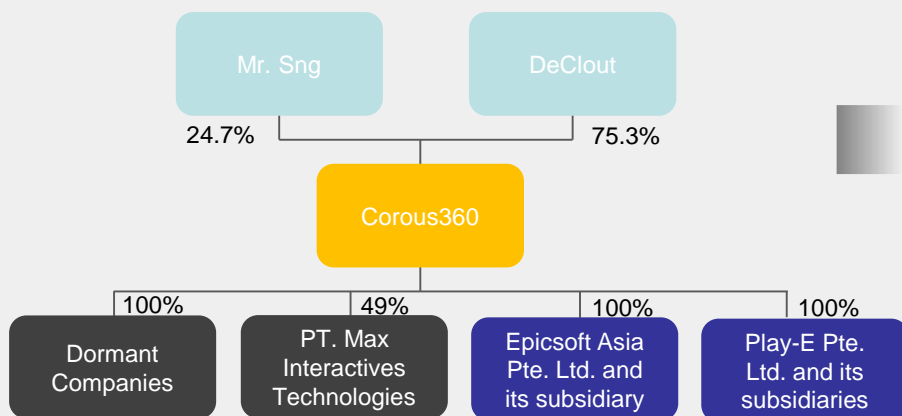 Mr. Sng
DeClout
24.7%
75.3%
Corous360
100%
49%
100%
100%
Dormant
Companies
PT. Max
Interactives
Technologies
Epicsoft Asia
Pte. Ltd. and
its subsidiary
Play-E Pte.
Ltd. and its
subsidiaries